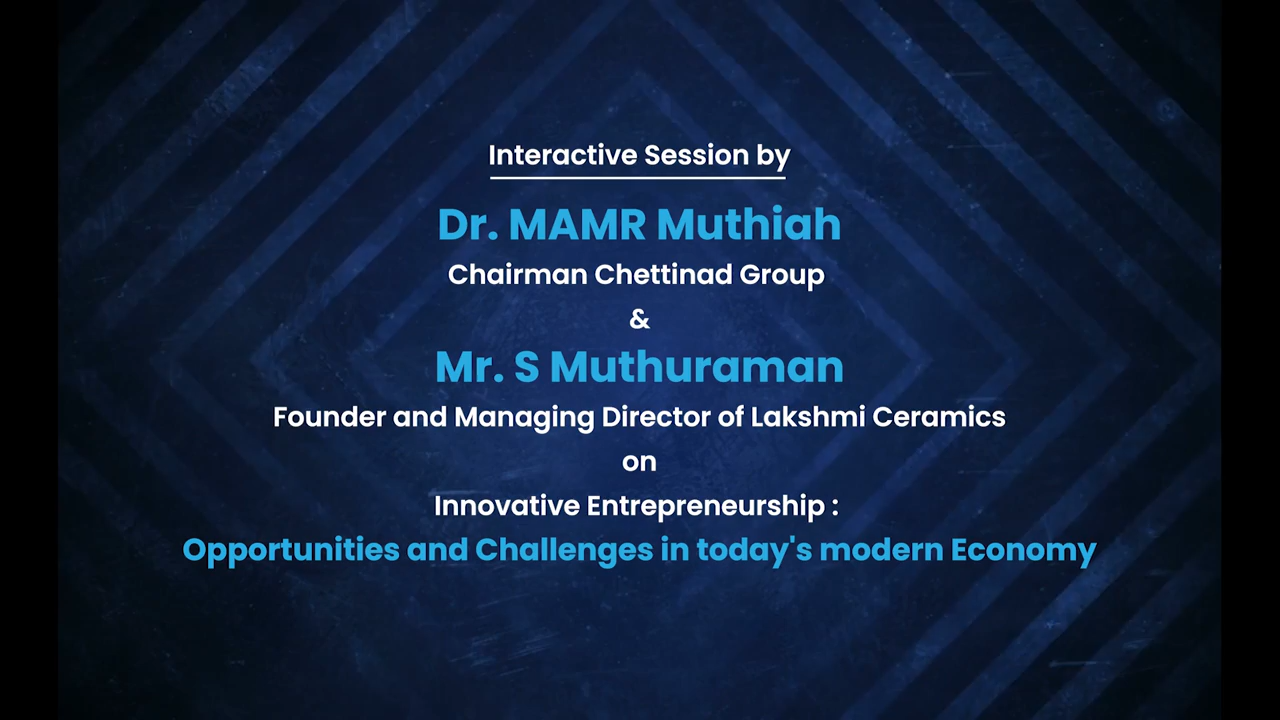 Interactive Session by
Dr. MAMR Muthiah
Chairman Chettinad Group
&
Mr. S Muthuraman
Founder and Managing Director of Lakshmi Ceramics
on
Innovative Entrepreneurship :
Opportunities and Challenges in today's modern Economy